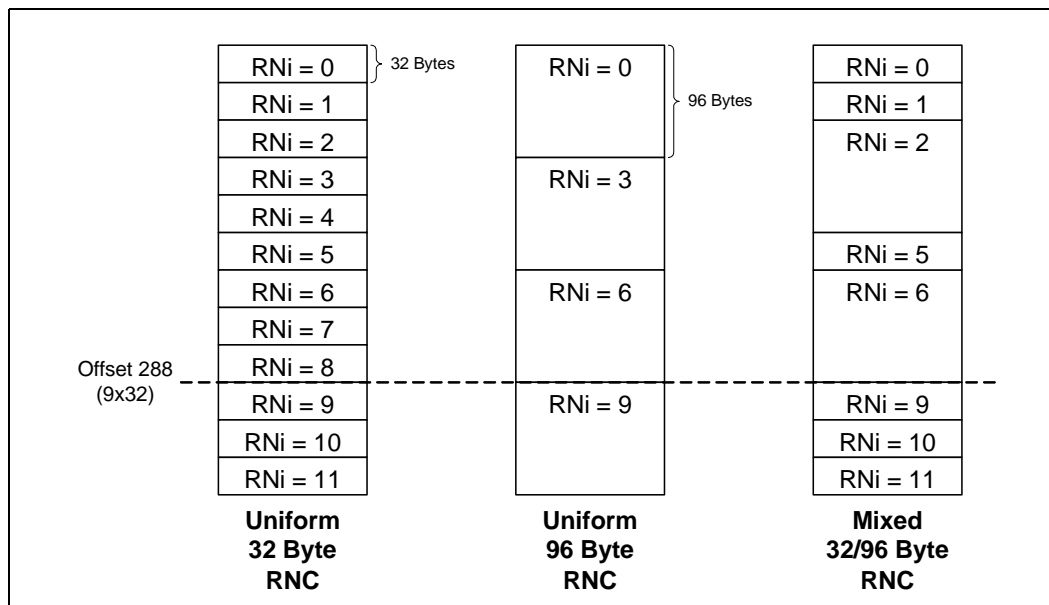 RNi = 0
RNi = 1
RNi = 2
RNi = 3
RNi = 4
RNi = 5
RNi = 6
RNi = 7
RNi = 8
RNi = 9
RNi = 10
RNi = 11
32 Bytes
Offset 288
(9x32)
Uniform
32 Byte
RNC
RNi = 0
RNi = 3
RNi = 6
RNi = 9
96 Bytes
Uniform
96 Byte
RNC
RNi = 0
RNi = 1
RNi = 2
RNi = 5
RNi = 6
RNi = 9
RNi = 10
RNi = 11
Mixed
32/96 Byte
RNC